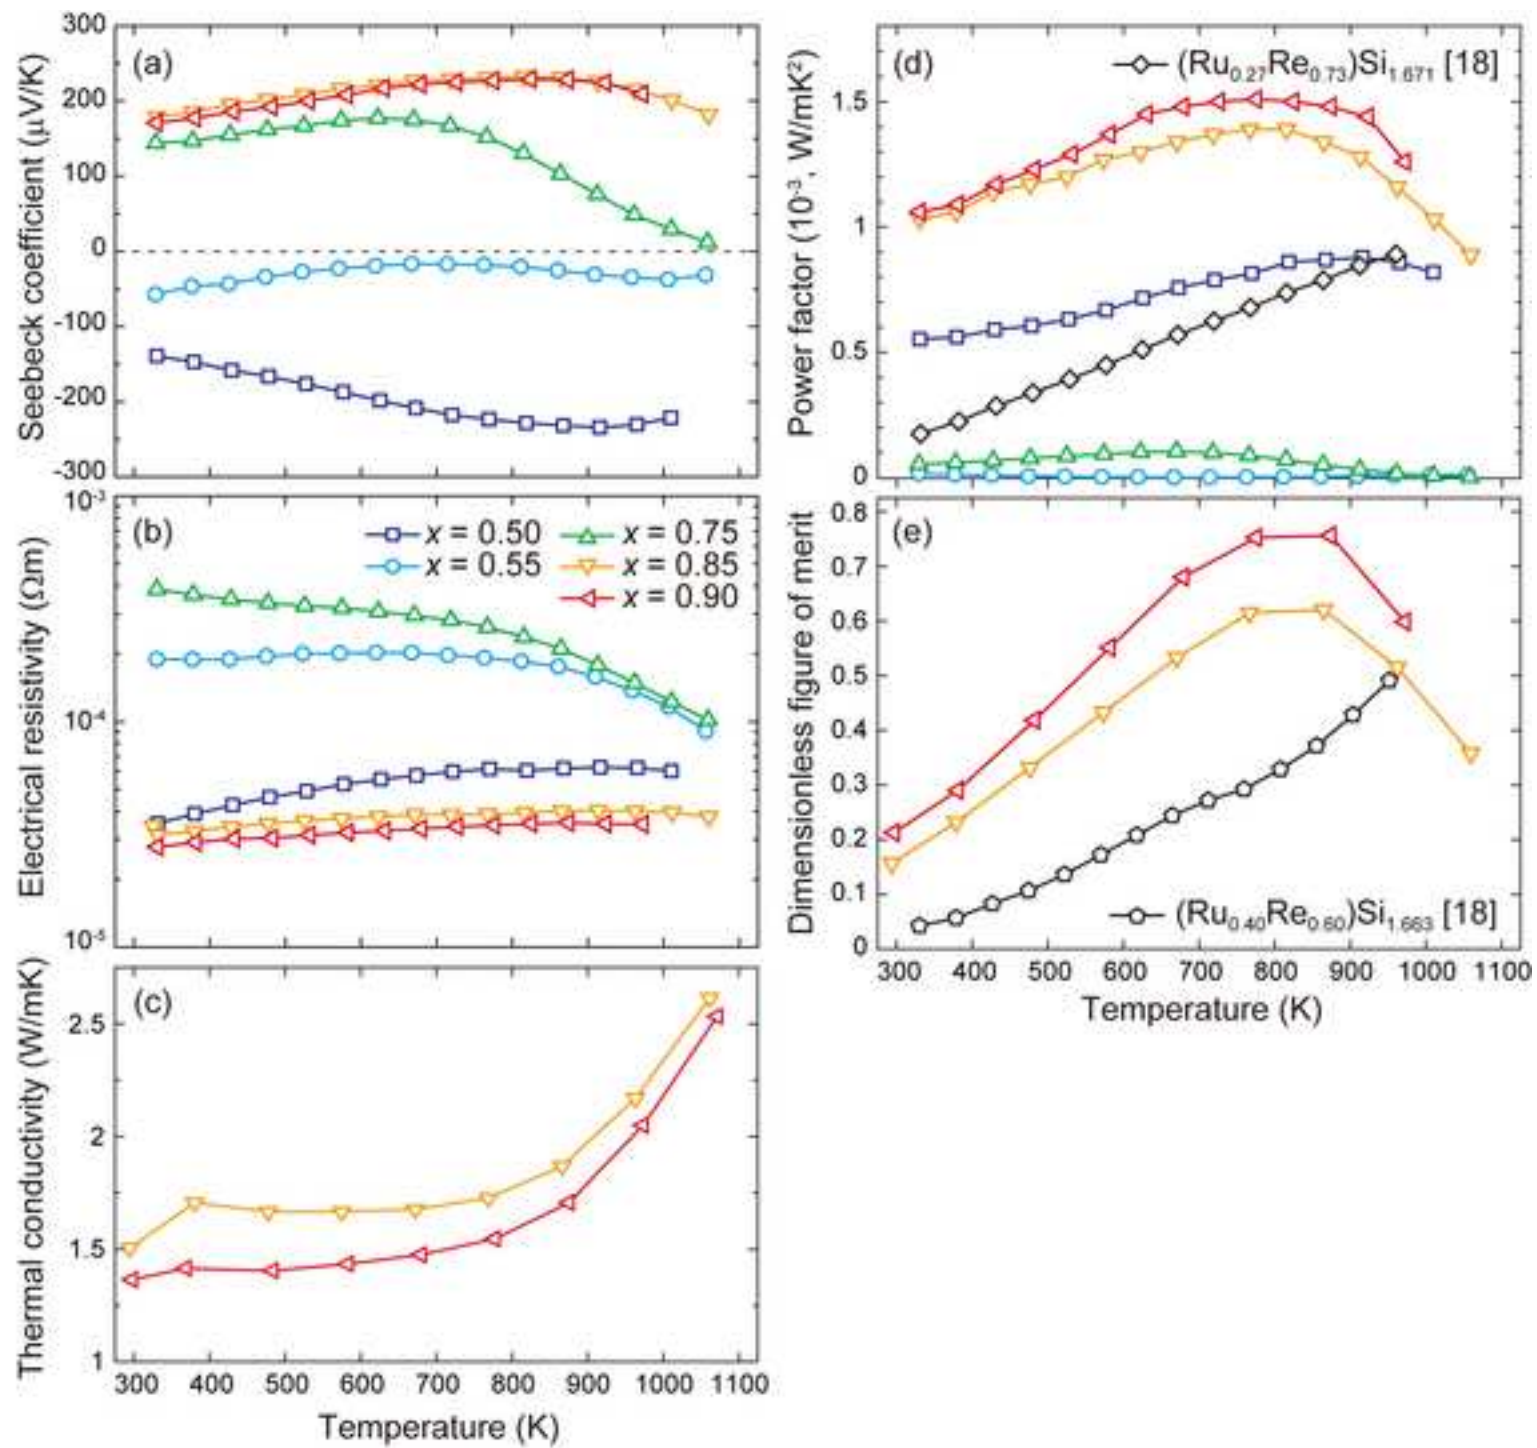 (a)
Seebeck coefficient (μV/K)
300
200
100
0
-100
-200
-300
(b)
Electrical resistivity (Ωm)
10⁻³
10⁻⁴
10⁻⁵
x = 0.50
x = 0.55
x = 0.75
x = 0.85
x = 0.90
(c)
Thermal conductivity (W/mK)
2.5
2
1.5
1
300 400 500 600 700 800 900 1000 1100
Temperature (K)
(d)
(Ru₀.₂₇Re₀.₇₃)Si₁.₆₇₁ [18]
Power factor (10⁻³, W/mK²)
1.5
1
0.5
0
(e)
Dimensionless figure of merit
0.8
0.7
0.6
0.5
0.4
0.3
0.2
0.1
0
(Ru₀.₄₀Re₀.₆₀)Si₁.₆₆₃ [18]
300 400 500 600 700 800 900 1000 1100
Temperature (K)